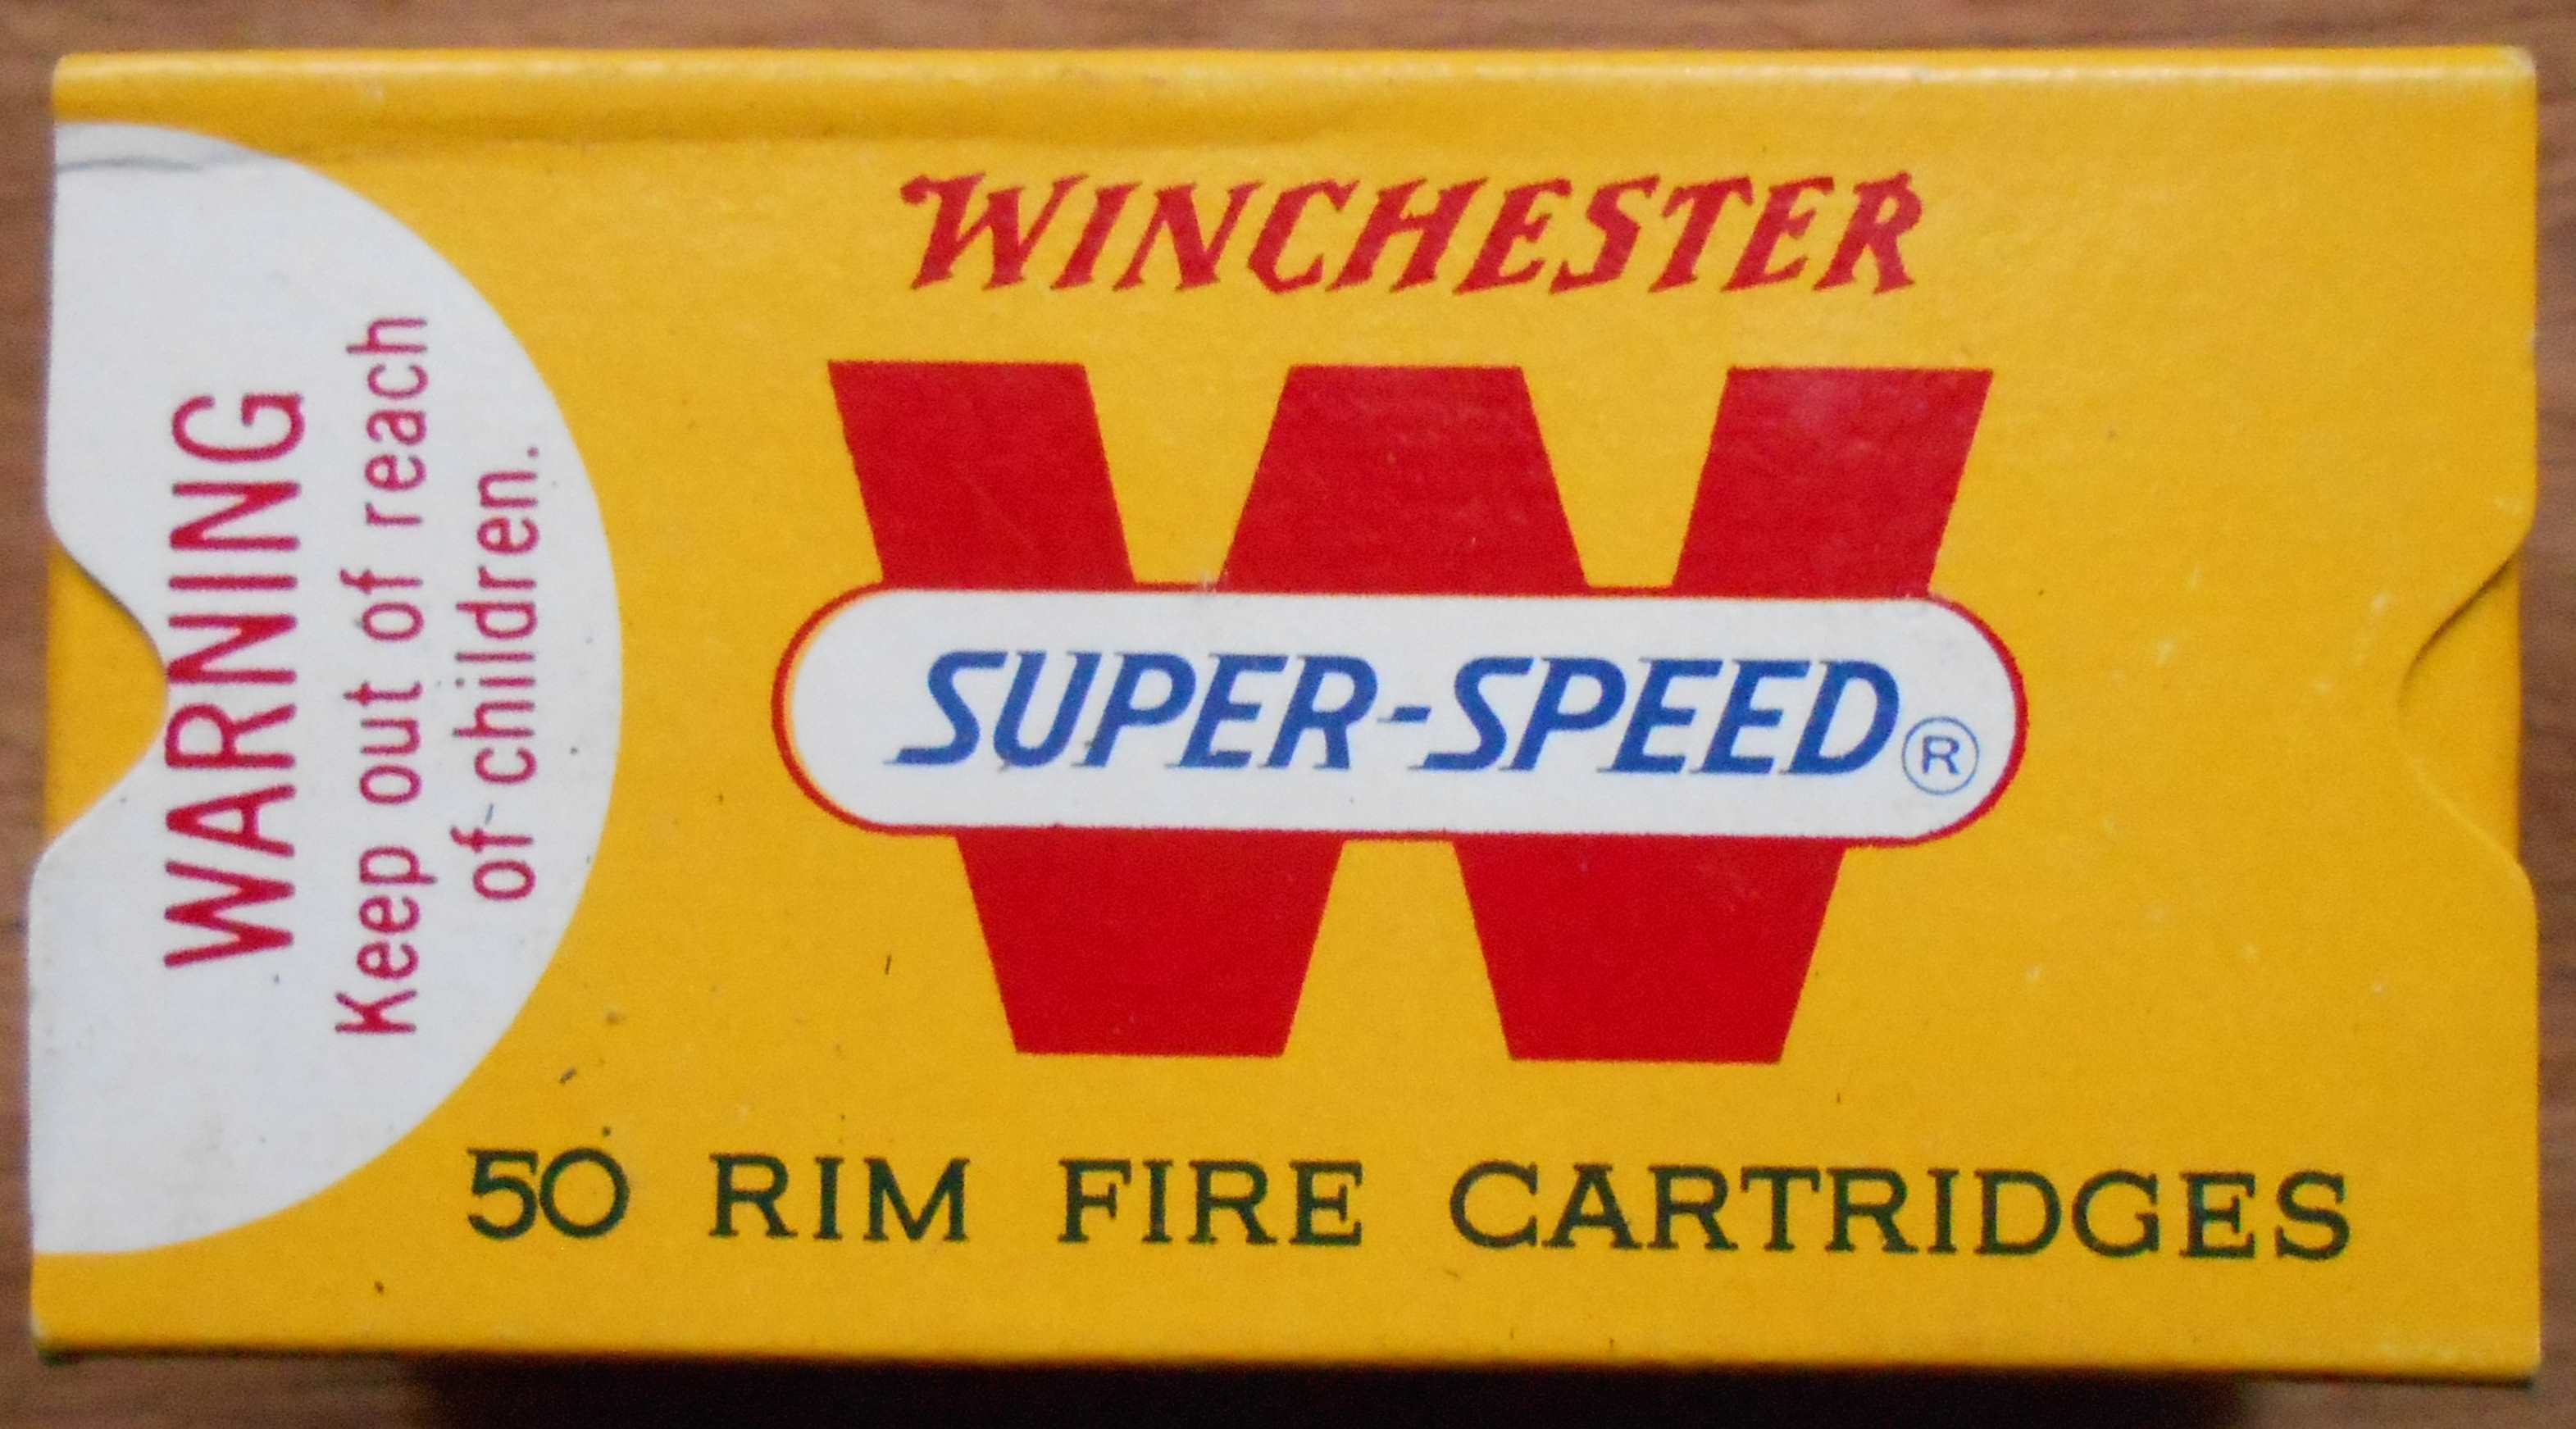 WARNING
Keep out of reach
of children.
WINCHESTER
W
SUPER-SPEED®
50 RIM FIRE CARTRIDGES